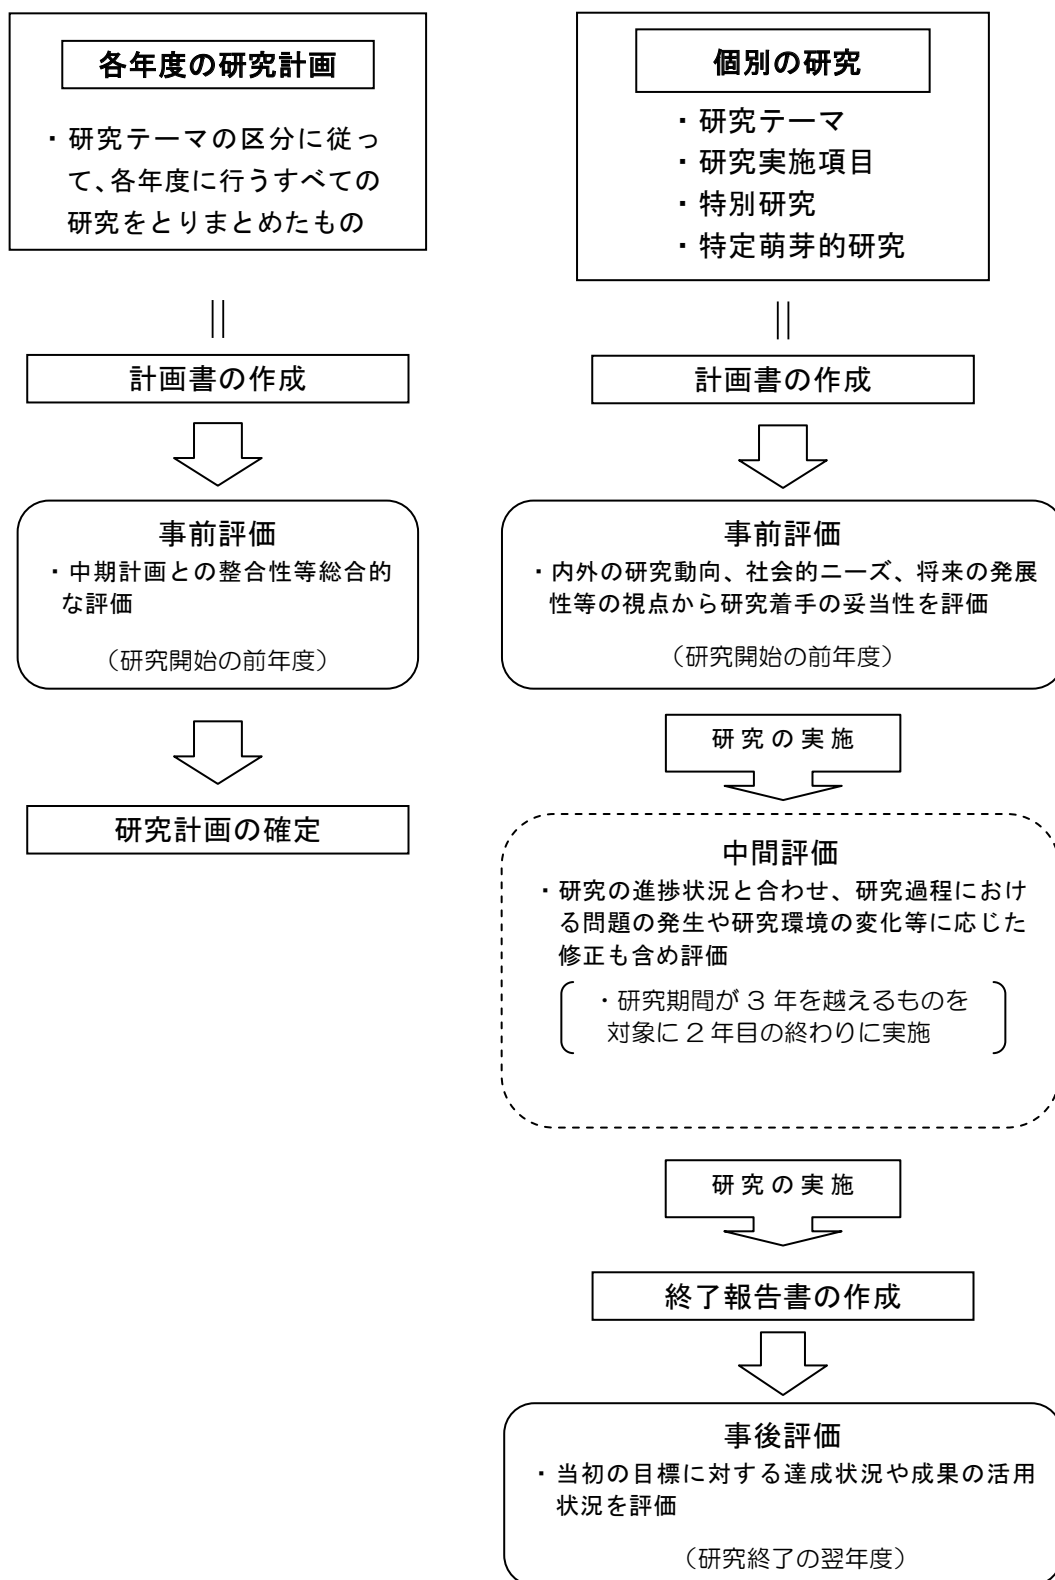 各年度の研究計画
・研究テーマの区分に従っ
て、各年度に行うすべての
研究をとりまとめたもの
計画書の作成
事前評価
・中期計画との整合性等総合的
な評価
（研究開始の前年度）
研究計画の確定
個別の研究
・研究テーマ
・研究実施項目
・特別研究
・特定萌芽的研究
計画書の作成
事前評価
・内外の研究動向、社会的ニーズ、将来の発展
性等の視点から研究着手の妥当性を評価
（研究開始の前年度）
研究の実施
中間評価
・研究の進捗状況と合わせ、研究過程におけ
る問題の発生や研究環境の変化等に応じた
修正も含め評価
・研究期間が３年を越えるものを
対象に２年目の終わりに実施
研究の実施
終了報告書の作成
事後評価
・当初の目標に対する達成状況や成果の活用
状況を評価
（研究終了の翌年度）